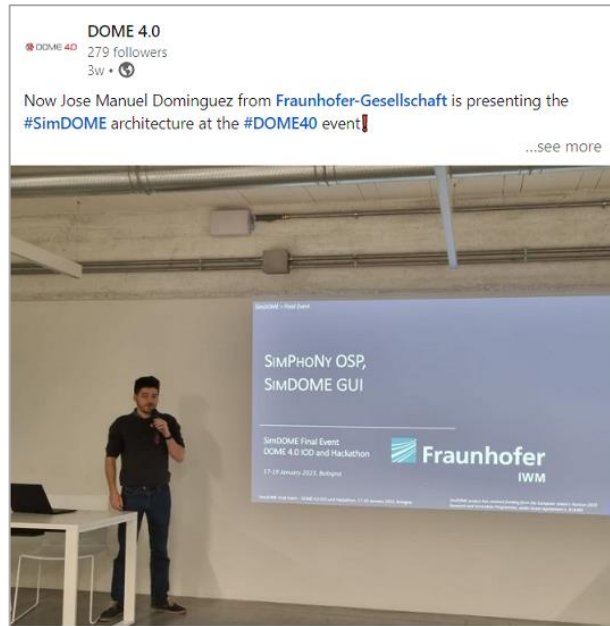 DOME 4.0
DOME 4.0
279 followers
3w •
Now Jose Manuel Dominguez from Fraunhofer-Gesellschaft is presenting the
#SimDOME architecture at the #DOME40 event❗
...see more
SimDOME – Final Event
SIMPHONY OSP,
SIMDOME GUI
SimDOME Final Event
DOME 4.0 IOD and Hackathon
17-19 January 2023, Bologna
Fraunhofer
IWM